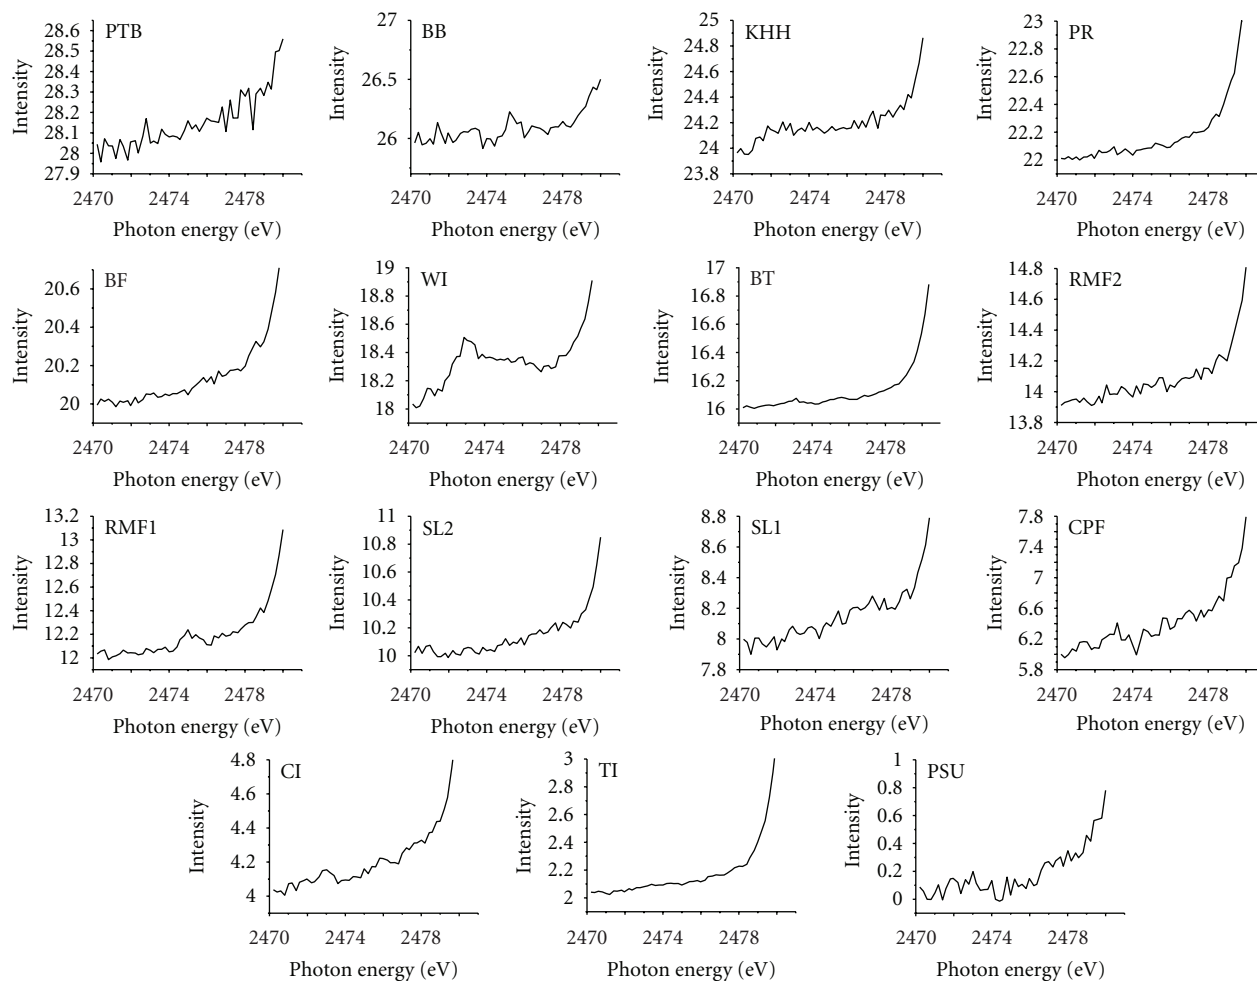 PTB
28.6
28.5
28.4
28.3
28.2
28.1
28
27.9
Intensity
2470 2474 2478
Photon energy (eV)
BB
27
26.5
26
Intensity
2470 2474 2478
Photon energy (eV)
KHH
25
24.8
24.6
24.4
24.2
24
23.8
Intensity
2470 2474 2478
Photon energy (eV)
PR
23
22.8
22.6
22.4
22.2
22
Intensity
2470 2474 2478
Photon energy (eV)
BF
20.6
20.4
20.2
20
Intensity
2470 2474 2478
Photon energy (eV)
WI
19
18.8
18.6
18.4
18.2
18
Intensity
2470 2474 2478
Photon energy (eV)
BT
17
16.8
16.6
16.4
16.2
16
Intensity
2470 2474 2478
Photon energy (eV)
RMF2
14.8
14.6
14.4
14.2
14
13.8
Intensity
2470 2474 2478
Photon energy (eV)
RMF1
13.2
13
12.8
12.6
12.4
12.2
12
Intensity
2470 2474 2478
Photon energy (eV)
SL2
11
10.8
10.6
10.4
10.2
10
Intensity
2470 2474 2478
Photon energy (eV)
SL1
8.8
8.6
8.4
8.2
8
7.8
Intensity
2470 2474 2478
Photon energy (eV)
CPF
7.8
7.4
7
6.6
6.2
5.8
Intensity
2470 2474 2478
Photon energy (eV)
CI
4.8
4.6
4.4
4.2
4
Intensity
2470 2474 2478
Photon energy (eV)
TI
3
2.8
2.6
2.4
2.2
2
Intensity
2470 2474 2478
Photon energy (eV)
PSU
1
0.8
0.6
0.4
0.2
0
Intensity
2470 2474 2478
Photon energy (eV)